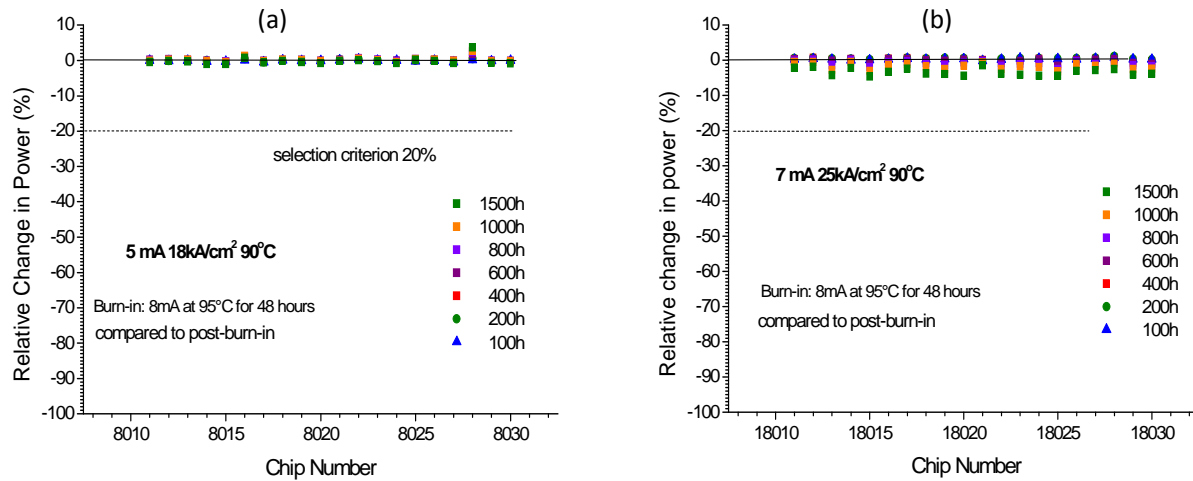 (a)
10
0
-10
-20
-30
-40
-50
-60
-70
-80
-90
-100
Relative Change in Power (%)
selection criterion 20%
1500h
1000h
800h
600h
400h
200h
100h
5 mA 18kA/cm² 90°C
Burn-in: 8mA at 95°C for 48 hours
compared to post-burn-in
8010 8015 8020 8025 8030
Chip Number
(b)
10
0
-10
-20
-30
-40
-50
-60
-70
-80
-90
-100
Relative change in power (%)
7 mA 25kA/cm² 90°C
1500h
1000h
800h
600h
400h
200h
100h
Burn-in: 8mA at 95°C for 48 hours
compared to post-burn-in
18010 18015 18020 18025 18030
Chip Number